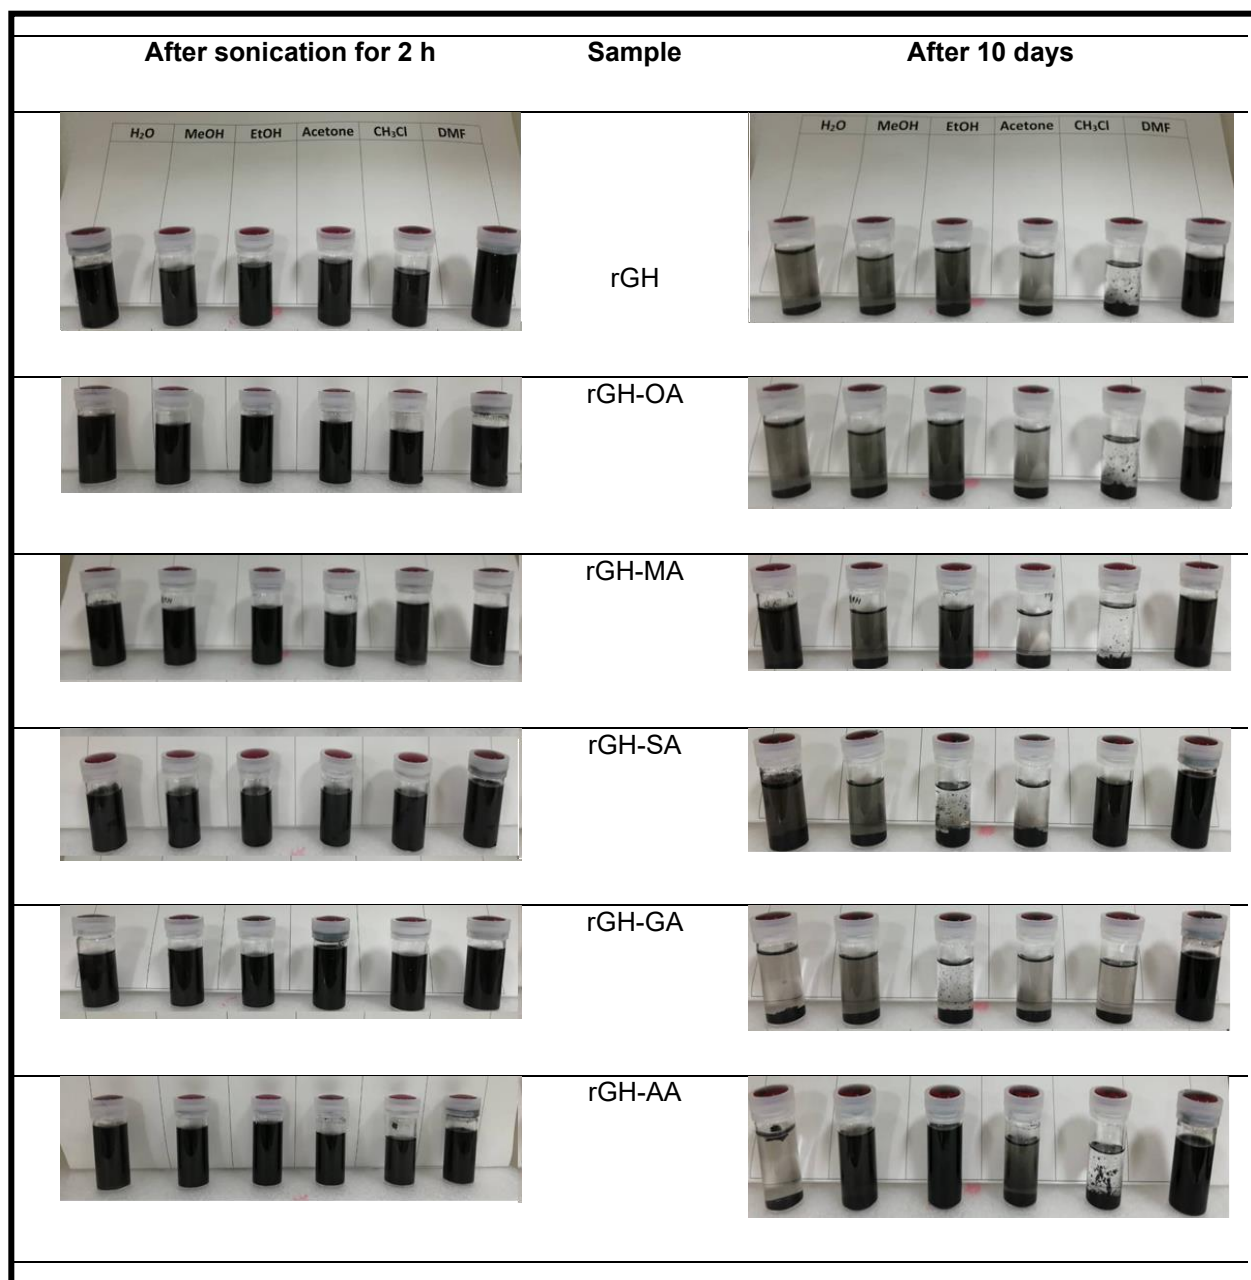 After sonication for 2 h Sample After 10 days
H₂O MeOH EtOH Acetone CH₃Cl DMF
H₂O MeOH EtOH Acetone CH₃Cl DMF
rGH
rGH-OA
rGH-MA
rGH-SA
rGH-GA
rGH-AA